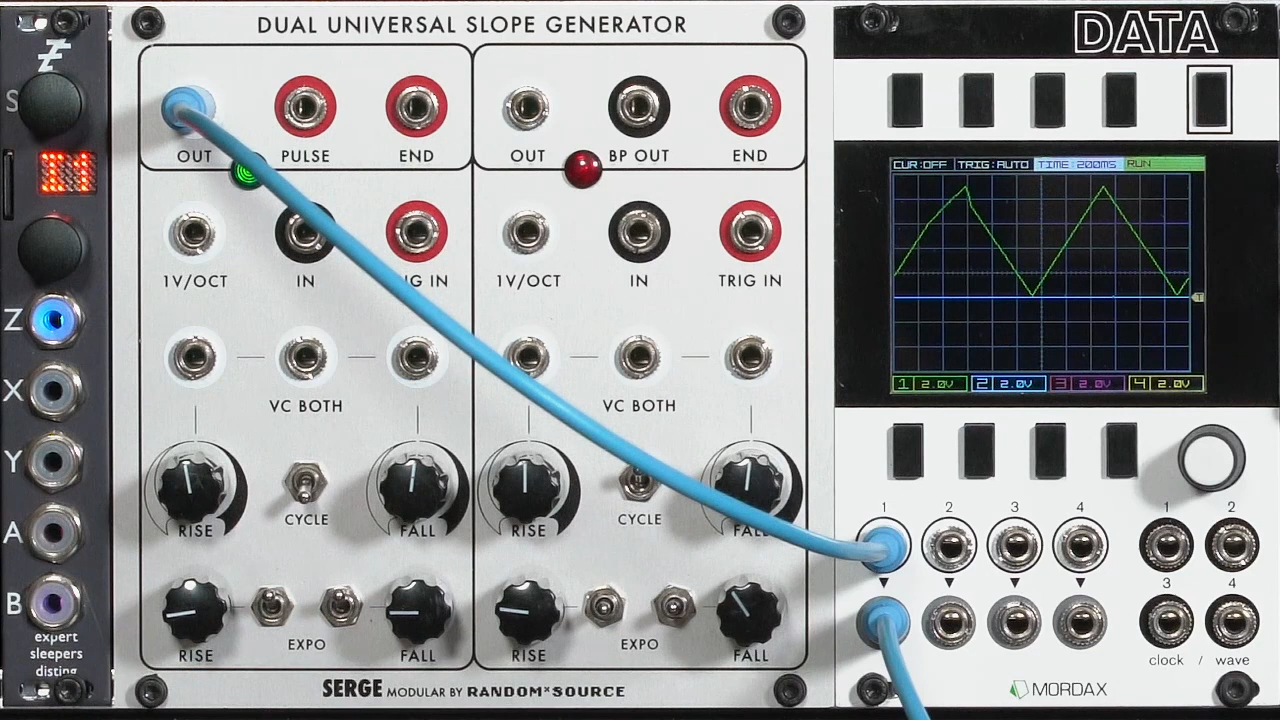 DUAL UNIVERSAL SLOPE GENERATOR
DATA
S
OUT PULSE END OUT BP OUT END
CUR:OFF TRIG:AUTO TIME:200MS RUN
1V/OCT IN IG IN 1V/OCT IN TRIG IN
T
Z
X
Y
A
B
1 2.0V 2 2.0V 3 2.0V 4 2.0V
VC BOTH VC BOTH
RISE CYCLE FALL RISE CYCLE FALL
1 2 3 4 1 2
3 4
RISE EXPO FALL RISE EXPO FALL
expert
sleepers
disting
clock / wave
SERGE MODULAR BY RANDOM*SOURCE
MORDAX